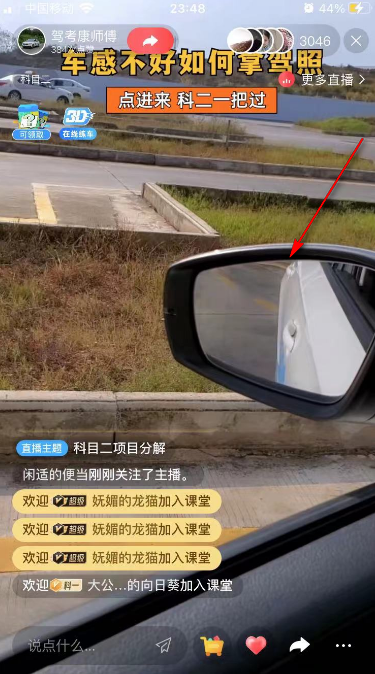 中国移动
23:48
44%
驾考康师傅
3046
车感不好如何拿驾照
更多直播
科目二
点进来 科二一把过
可领取
3D
在线练车
直播主题 科目二项目分解
闲适的便当刚刚关注了主播。
欢迎 超级 妩媚的龙猫加入课堂
欢迎 超级 妩媚的龙猫加入课堂
欢迎 超级 妩媚的龙猫加入课堂
欢迎 科一 大公…的向日葵加入课堂
说点什么…